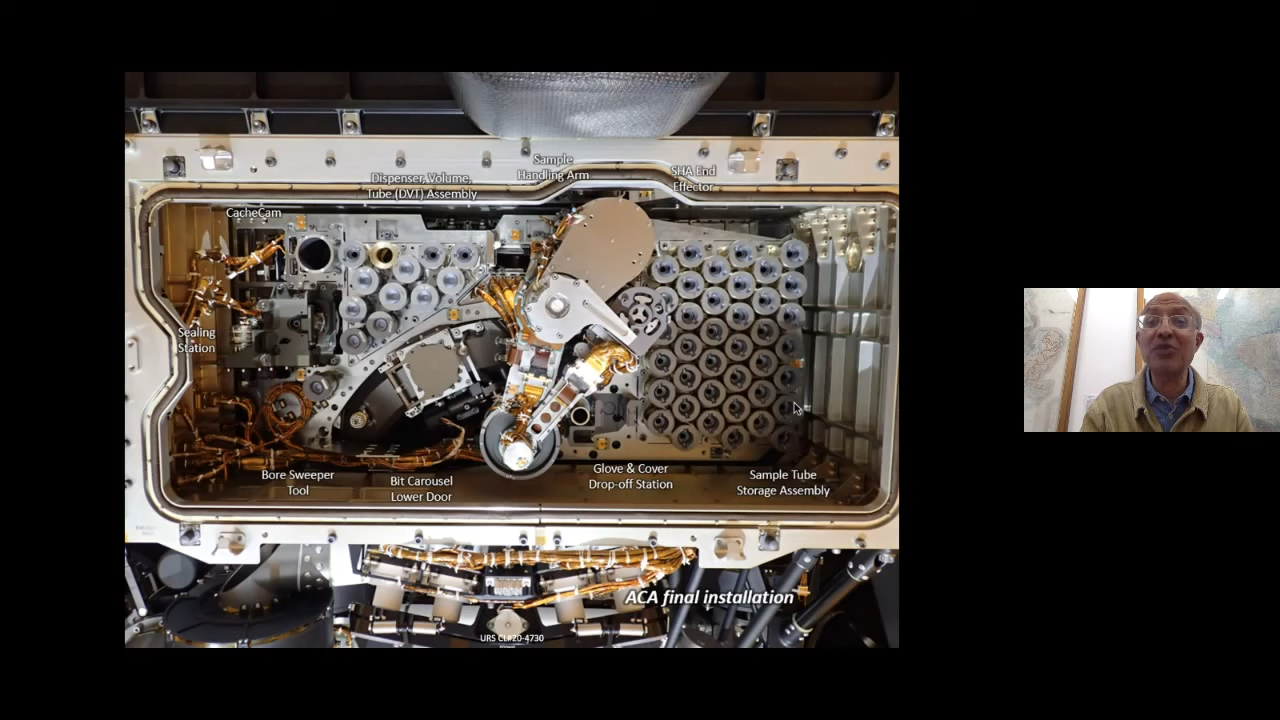 Sample
Handling Arm
SHA End
Effector
Dispenser, Volume,
Tube (DVT) Assembly
CacheCam
Sealing
Station
Bore Sweeper
Tool
Bit Carousel
Lower Door
Glove & Cover
Drop-off Station
Sample Tube
Storage Assembly
ACA final installation
URS CL#20-4730